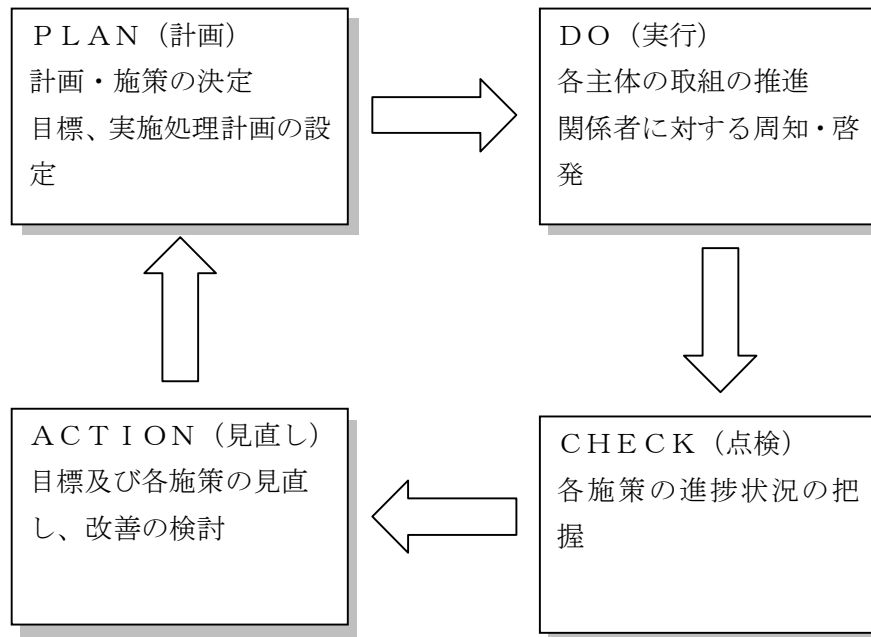 ＰＬＡＮ（計画）
計画・施策の決定
目標、実施処理計画の設
定
ＤＯ（実行）
各主体の取組の推進
関係者に対する周知・啓
発
ＡＣＴＩＯＮ（見直し）
目標及び各施策の見直
し、改善の検討
ＣＨＥＣＫ（点検）
各施策の進捗状況の把
握